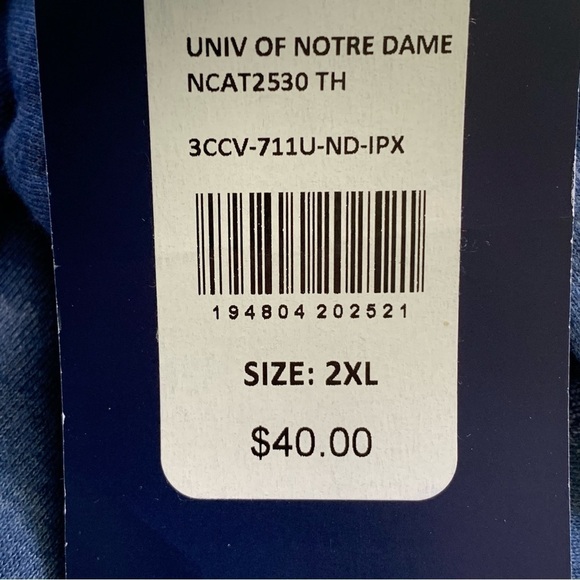 UNIV OF NOTRE DAME
NCAT2530 TH
3CCV-711U-ND-IPX
194804 202521
SIZE: 2XL
$40.00